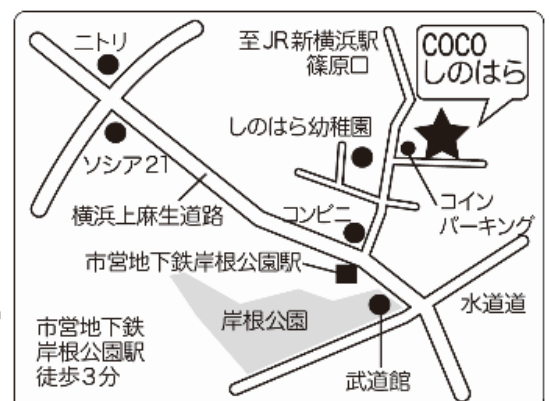 ニトリ
至JR新横浜駅
篠原口
COCO
しのはら
しのはら幼稚園
ソシア21
横浜上麻生道路
コンビニ
コイン
パーキング
市営地下鉄岸根公園駅
岸根公園
水道道
武道館
市営地下鉄
岸根公園駅
徒歩3分